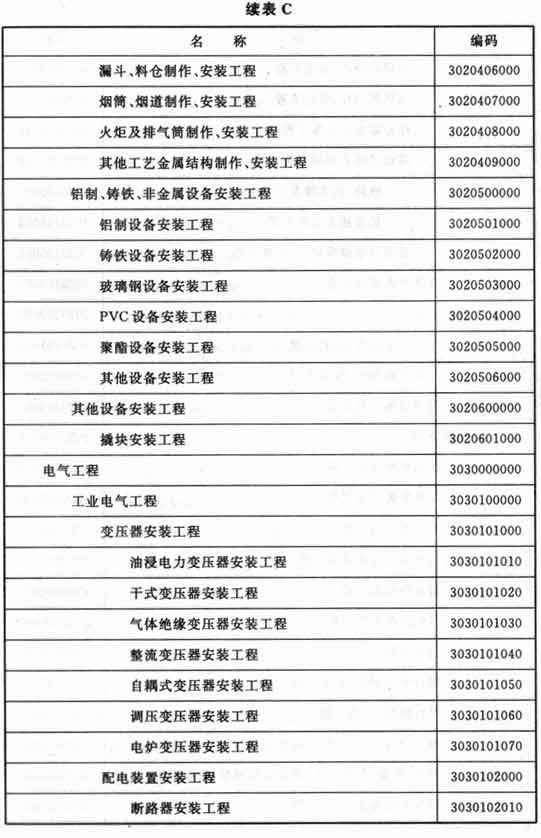 续表 C
名 称 编码
漏斗、料仓制作、安装工程 3020406000
烟筒、烟道制作、安装工程 3020407000
火炬及排气筒制作、安装工程 3020408000
其他工艺金属结构制作、安装工程 3020409000
铝制、铸铁、非金属设备安装工程 3020500000
铝制设备安装工程 3020501000
铸铁设备安装工程 3020502000
玻璃钢设备安装工程 3020503000
PVC 设备安装工程 3020504000
聚酯设备安装工程 3020505000
其他设备安装工程 3020506000
其他设备安装工程 3020600000
撬块安装工程 3020601000
电气工程 3030000000
工业电气工程 3030100000
变压器安装工程 3030101000
油浸电力变压器安装工程 3030101010
干式变压器安装工程 3030101020
气体绝缘变压器安装工程 3030101030
整流变压器安装工程 3030101040
自耦式变压器安装工程 3030101050
调压变压器安装工程 3030101060
电炉变压器安装工程 3030101070
配电装置安装工程 3030102000
断路器安装工程 3030102010